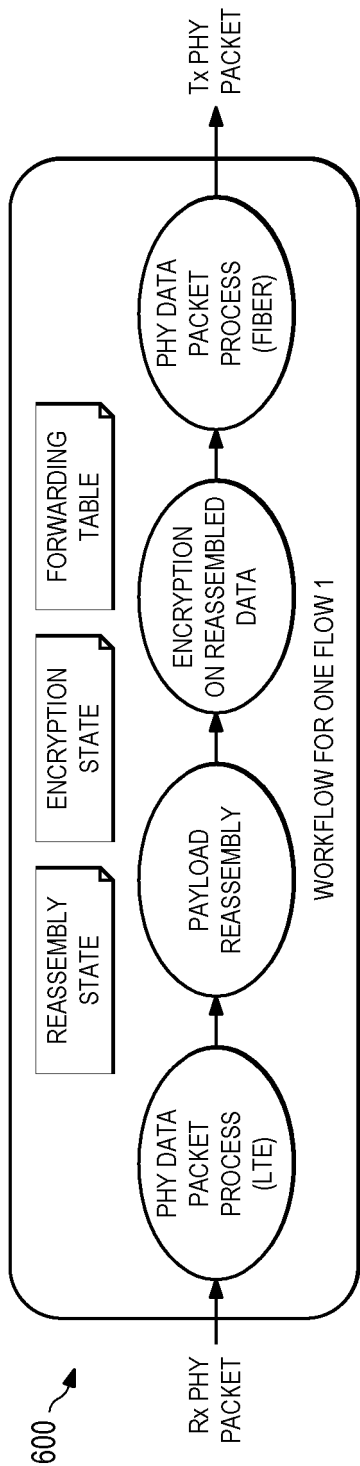 600
Rx PHY
PACKET
REASSEMBLY
STATE
ENCRYPTION
STATE
FORWARDING
TABLE
PHY DATA
PACKET
PROCESS
(LTE)
PAYLOAD
REASSEMBLY
ENCRYPTION
ON REASSEMBLED
DATA
PHY DATA
PACKET
PROCESS
(FIBER)
Tx PHY
PACKET
WORKFLOW FOR ONE FLOW 1